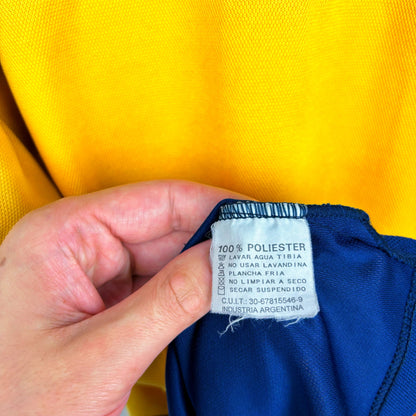 100% POLIESTER
LAVAR AGUA TIBIA
NO USAR LAVANDINA
PLANCHA FRIA
NO LIMPIAR A SECO
SECAR SUSPENDIDO
C.U.I.T.: 30-67815546-9
INDUSTRIA ARGENTINA